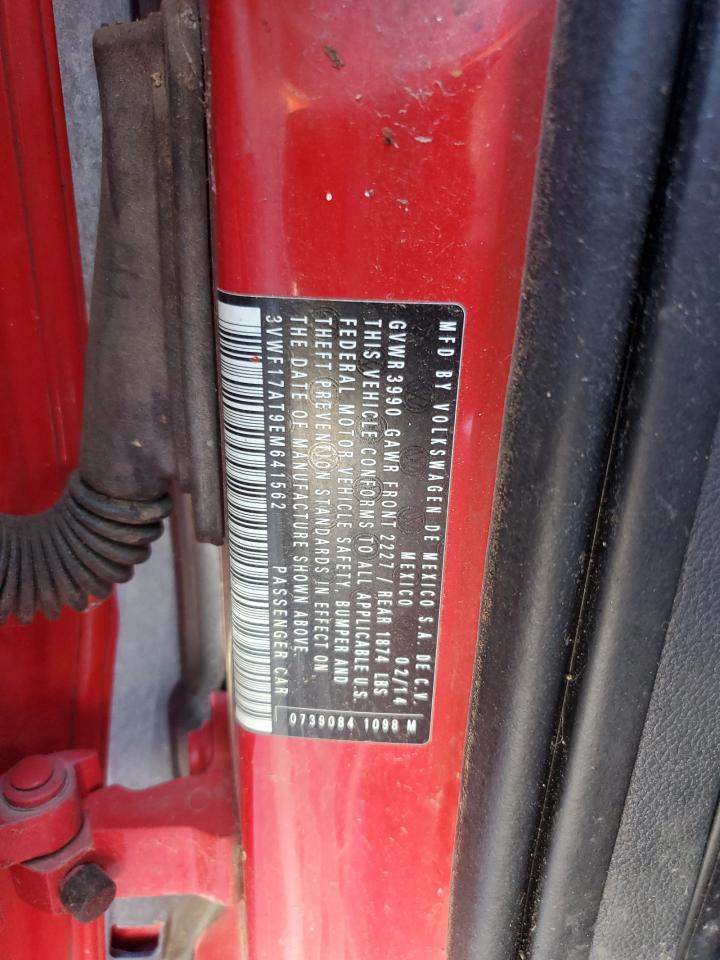 MFD BY VOLKSWAGEN DE MEXICO S.A. DE C.V.
MEXICO 02/14
GVWR 3990 GAWR FRONT 2227 / REAR 1874 LBS
THIS VEHICLE CONFORMS TO ALL APPLICABLE U.S.
FEDERAL MOTOR VEHICLE SAFETY, BUMPER AND
THEFT PREVENTION STANDARDS IN EFFECT ON
THE DATE OF MANUFACTURE SHOWN ABOVE.
3VWF17AT9EM641562 PASSENGER CAR
0739084 1098 M